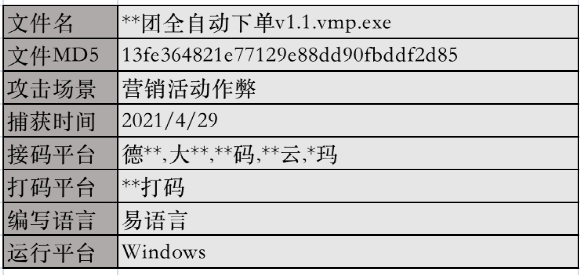 文件名 **团全自动下单v1.1.vmp.exe
文件MD5 13fe364821e77129e88dd90fbddf2d85
攻击场景 营销活动作弊
捕获时间 2021/4/29
接码平台 德**,大**,**码,**云,*玛
打码平台 **打码
编写语言 易语言
运行平台 Windows